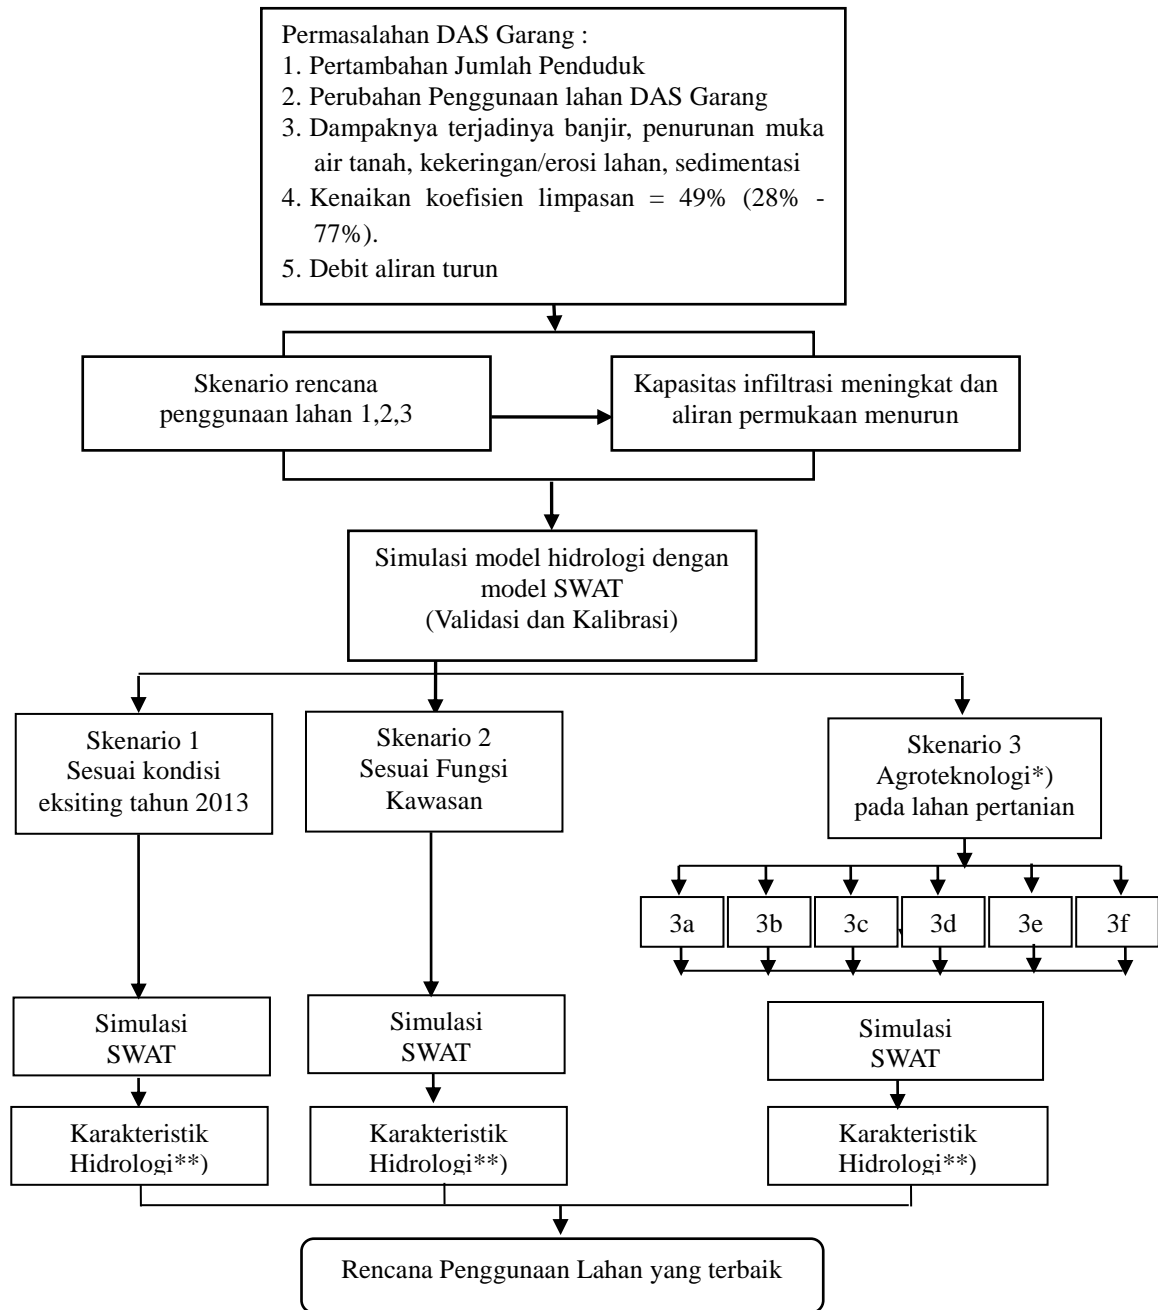 Permasalahan DAS Garang :
1. Pertambahan Jumlah Penduduk
2. Perubahan Penggunaan lahan DAS Garang
3. Dampaknya terjadinya banjir, penurunan muka
air tanah, kekeringan/erosi lahan, sedimentasi
4. Kenaikan koefisien limpasan = 49% (28% -
77%).
5. Debit aliran turun
Skenario rencana
penggunaan lahan 1,2,3
Kapasitas infiltrasi meningkat dan
aliran permukaan menurun
Simulasi model hidrologi dengan
model SWAT
(Validasi dan Kalibrasi)
Skenario 1
Sesuai kondisi
eksiting tahun 2013
Skenario 2
Sesuai Fungsi
Kawasan
Skenario 3
Agroteknologi*)
pada lahan pertanian
3a
3b
3c
3d
3e
3f
Simulasi
SWAT
Simulasi
SWAT
Simulasi
SWAT
Karakteristik
Hidrologi**)
Karakteristik
Hidrologi**)
Karakteristik
Hidrologi**)
Rencana Penggunaan Lahan yang terbaik